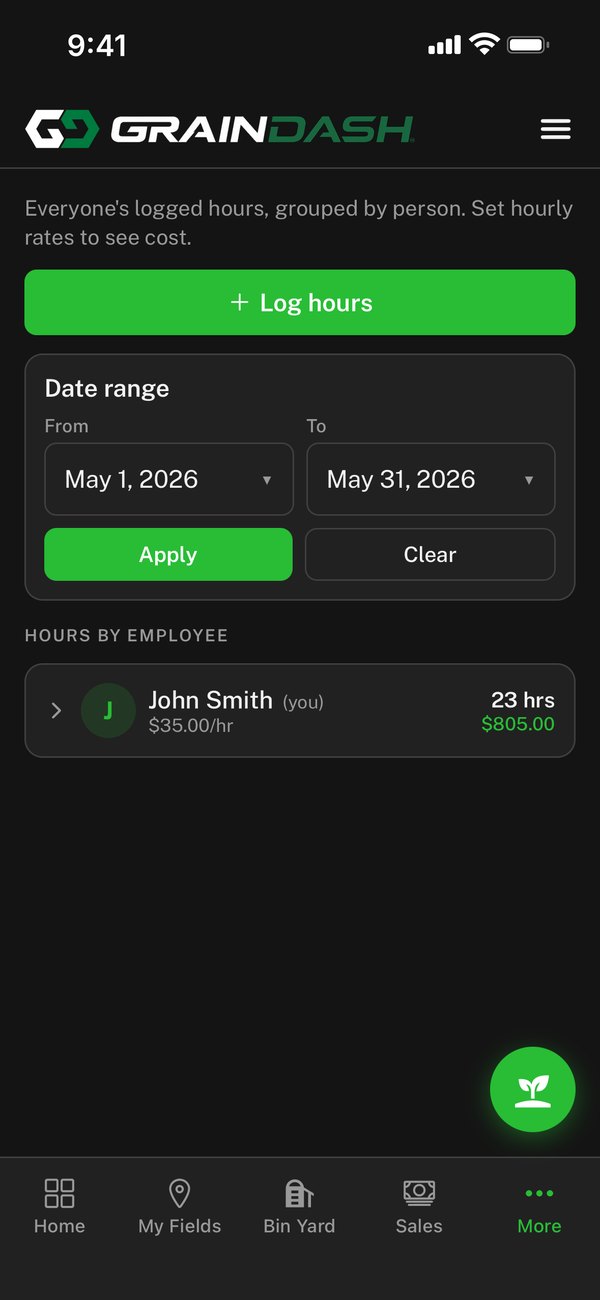 9:41
GRAINDASH
Everyone's logged hours, grouped by person. Set hourly
rates to see cost.
+ Log hours
Date range
From To
May 1, 2026 ▼ May 31, 2026 ▼
Apply Clear
HOURS BY EMPLOYEE
J John Smith (you) 23 hrs
$35.00/hr $805.00
Home My Fields Bin Yard Sales More